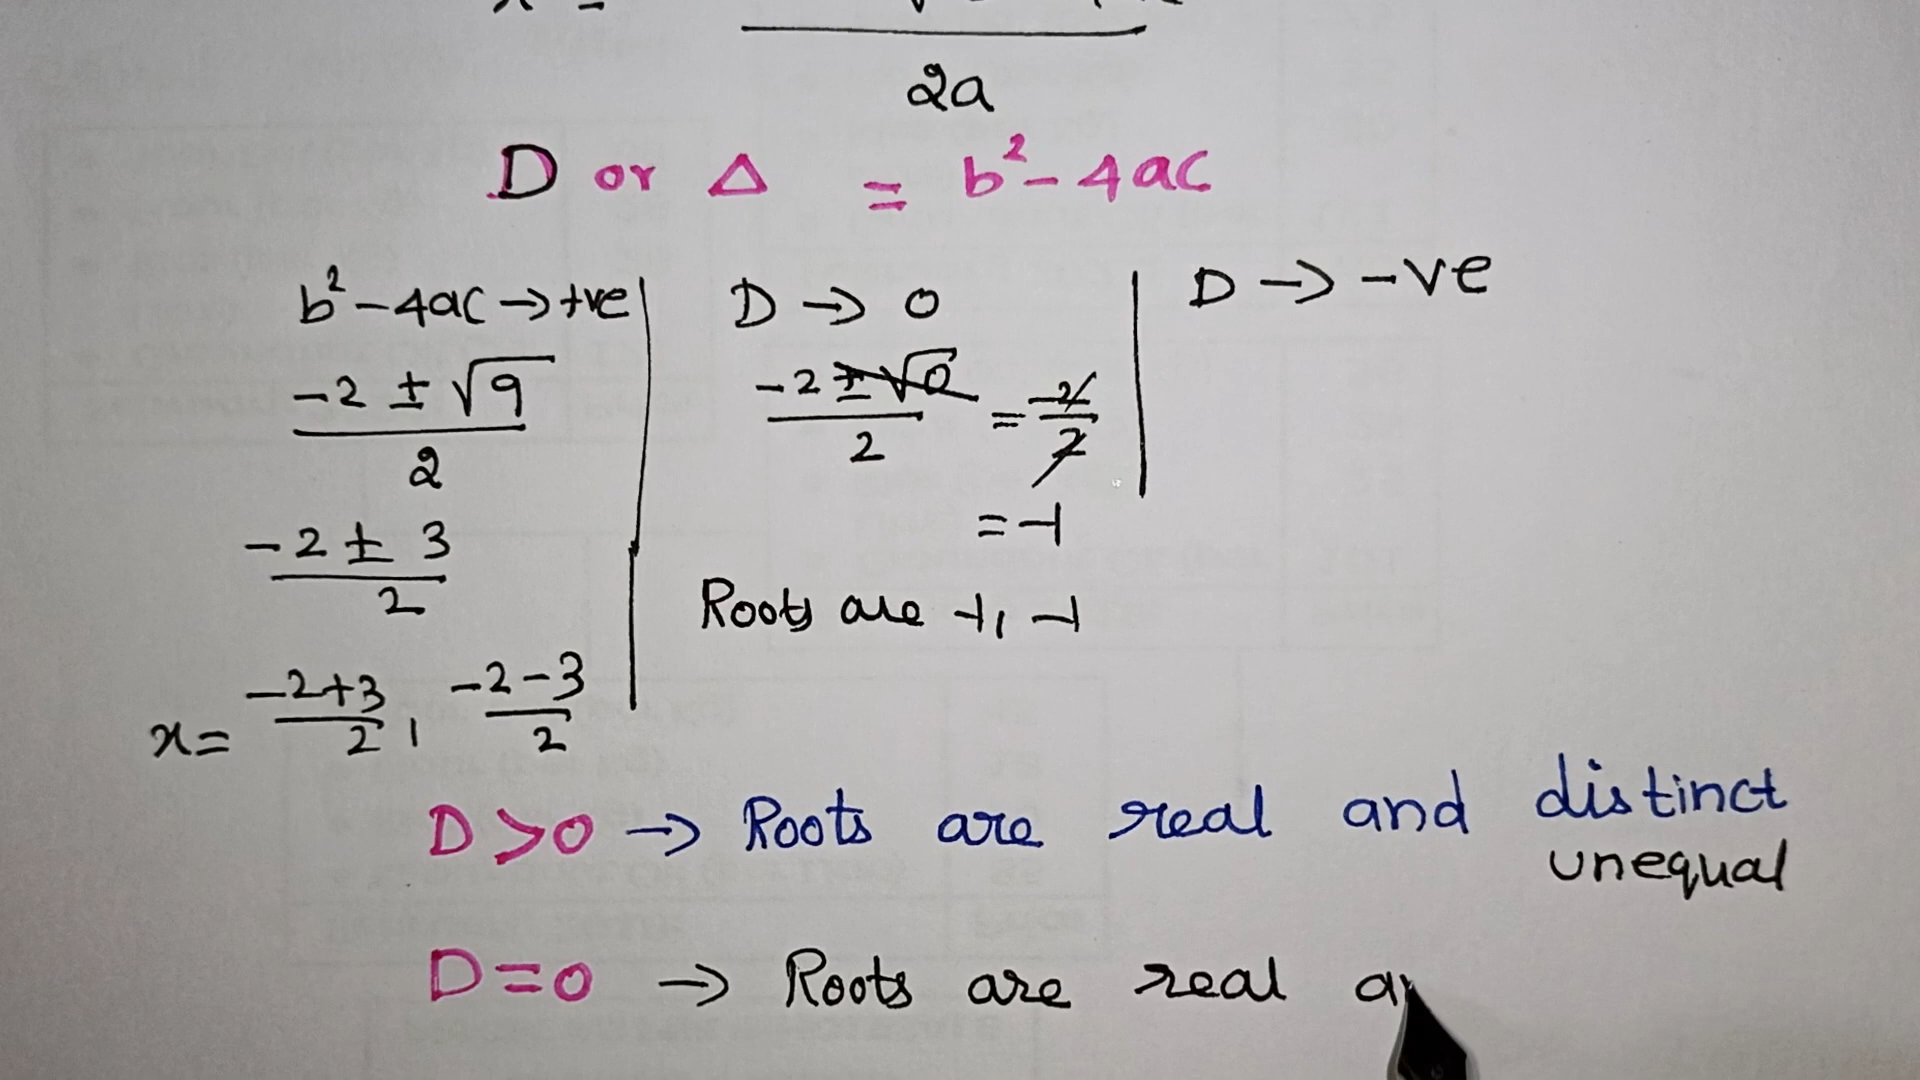 2a
D or Δ = b² - 4ac
b² - 4ac → +ve
-2 ± √9
2
-2 ± 3
2
x = -2+3 / 2 , -2-3 / 2
D → 0
-2 ± √0 / 2 = -2 / 2
= -1
Roots are -1, -1
D → -ve
D > 0 → Roots are real and distinct
unequal
D = 0 → Roots are real